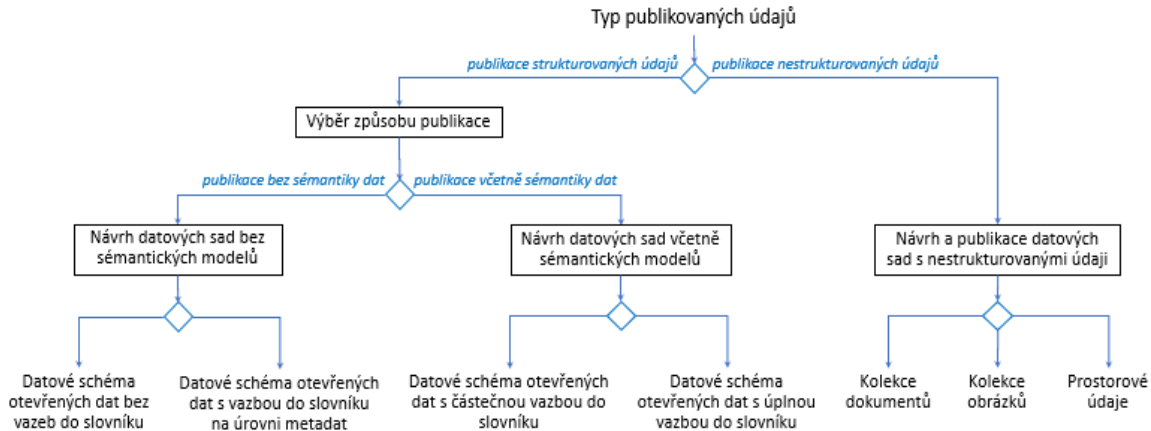 Typ publikovaných údajů
publikace strukturovaných údajů
publikace nestrukturovaných údajů
Výběr způsobu publikace
publikace bez sémantiky dat
publikace včetně sémantiky dat
Návrh datových sad bez
sémantických modelů
Návrh datových sad včetně
sémantických modelů
Návrh a publikace datových
sad s nestrukturovanými údaji
Datové schéma
otevřených dat bez
vazeb do slovníku
Datové schéma otevřených
dat s vazbou do slovníku
na úrovni metadat
Datové schéma otevřených
dat s částečnou vazbou do
slovníku
Datové schéma
otevřených dat s úplnou
vazbou do slovníku
Kolekce
dokumentů
Kolekce
obrázků
Prostorové
údaje